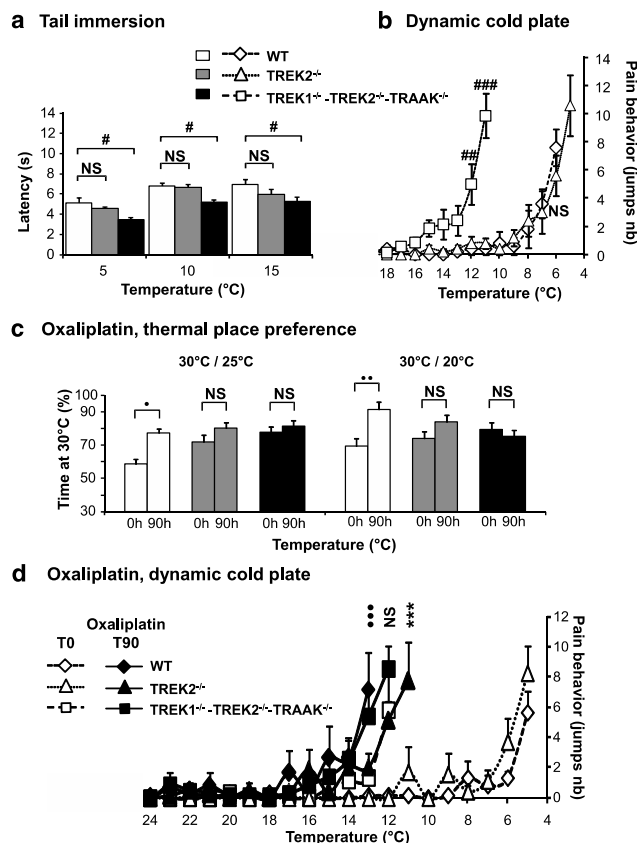 a Tail immersion
b Dynamic cold plate
WT
TREK2-/-
TREK1-/--TREK2-/-TRAAK-/-
14
12
10
8
6
4
2
0
Latency (s)
#
NS
#
NS
#
NS
5 10 15
Temperature (°C)
###
##
NS
10
8
6
4
2
0
Pain behavior (jumps nb)
18 16 14 12 10 8 6 4
Temperature (°C)
c Oxaliplatin, thermal place preference
30°C / 25°C
30°C / 20°C
100
90
70
50
30
Time at 30°C (%)
• NS NS •• NS NS
0h 90h 0h 90h 0h 90h 0h 90h 0h 90h 0h 90h
Temperature (°C)
d Oxaliplatin, dynamic cold plate
Oxaliplatin
T0 T90
WT
TREK2-/-
TREK1-/--TREK2-/-TRAAK-/-
•••
NS
***
12
10
8
6
4
2
0
Pain behavior (jumps nb)
24 22 20 18 16 14 12 10 8 6 4
Temperature (°C)